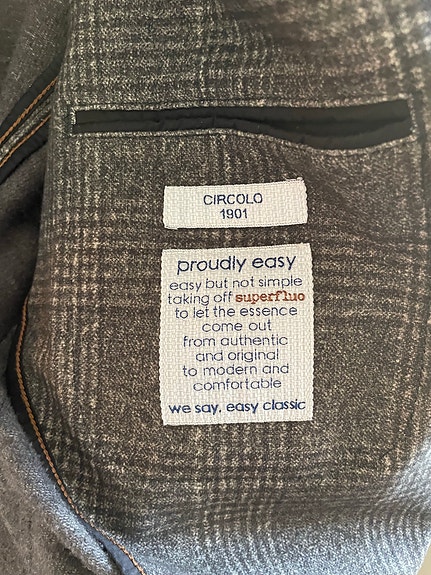 CIRCOLO
1901
proudly easy
easy but not simple
taking off superfluo
to let the essence
come out
from authentic
and original
to modern and
comfortable
we say, easy classic